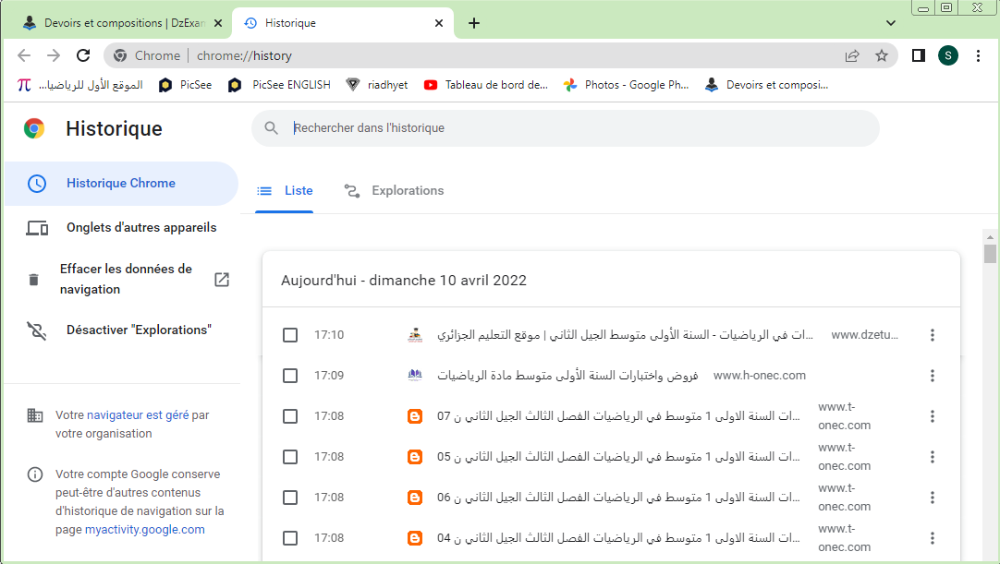 Devoirs et compositions | DzExam
Historique
Chrome
chrome://history
S
الموقع الأول للرياضيا...
PicSee
PicSee ENGLISH
riadhyet
Tableau de bord de...
Photos - Google Ph...
Devoirs et composi...
Historique
Rechercher dans l'historique
Historique Chrome
Liste
Explorations
Onglets d'autres appareils
Effacer les données de
navigation
Désactiver "Explorations"
Votre navigateur est géré par
votre organisation
Votre compte Google conserve
peut-être d'autres contenus
d'historique de navigation sur la
page myactivity.google.com
Aujourd'hui - dimanche 10 avril 2022
17:10
ات في الرياضيات - السنة الأولى متوسط الجيل الثاني | موقع التعليم الجزائري...
www.dzetu...
17:09
فروض واختبارات السنة الأولى متوسط مادة الرياضيات
www.h-onec.com
17:08
ات السنة الاولى 1 متوسط في الرياضيات الفصل الثالث الجيل الثاني ن 07...
www.t-
onec.com
17:08
ات السنة الاولى 1 متوسط في الرياضيات الفصل الثالث الجيل الثاني ن 05...
www.t-
onec.com
17:08
ات السنة الاولى 1 متوسط في الرياضيات الفصل الثالث الجيل الثاني ن 06...
www.t-
onec.com
17:08
ات السنة الاولى 1 متوسط في الرياضيات الفصل الثالث الجيل الثاني ن 04...
www.t-
onec.com